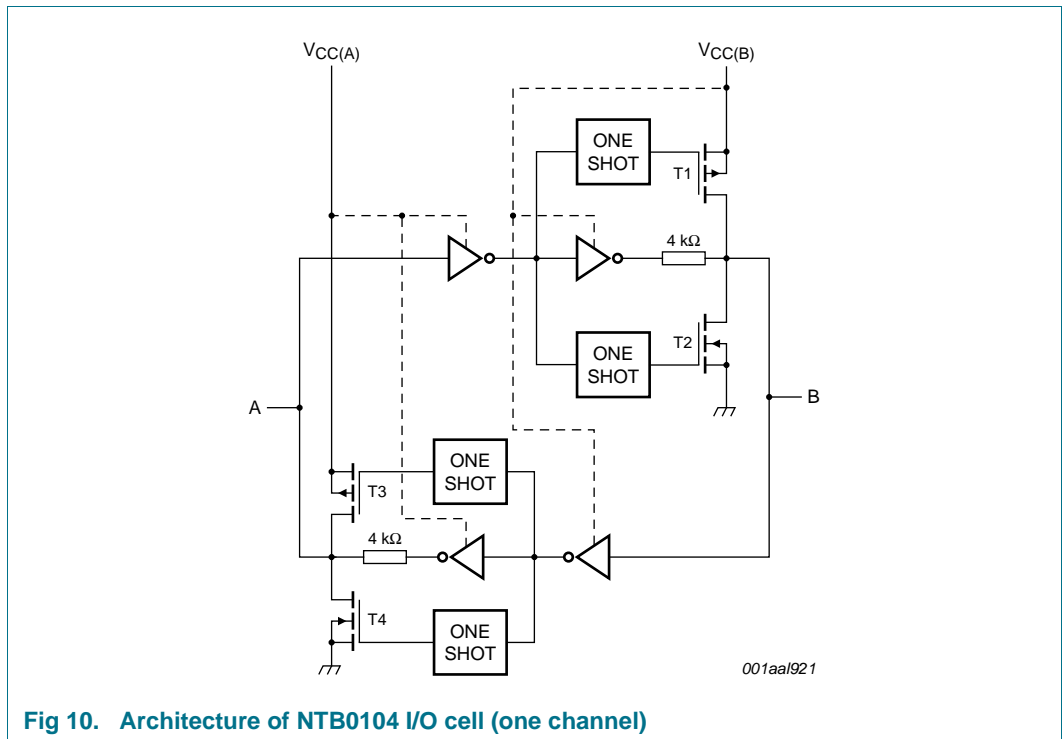 VCC(A)
VCC(B)
ONE
SHOT
T1
4 kΩ
ONE
SHOT
T2
A
B
ONE
SHOT
T3
4 kΩ
T4
ONE
SHOT
001aal921
Fig 10. Architecture of NTB0104 I/O cell (one channel)